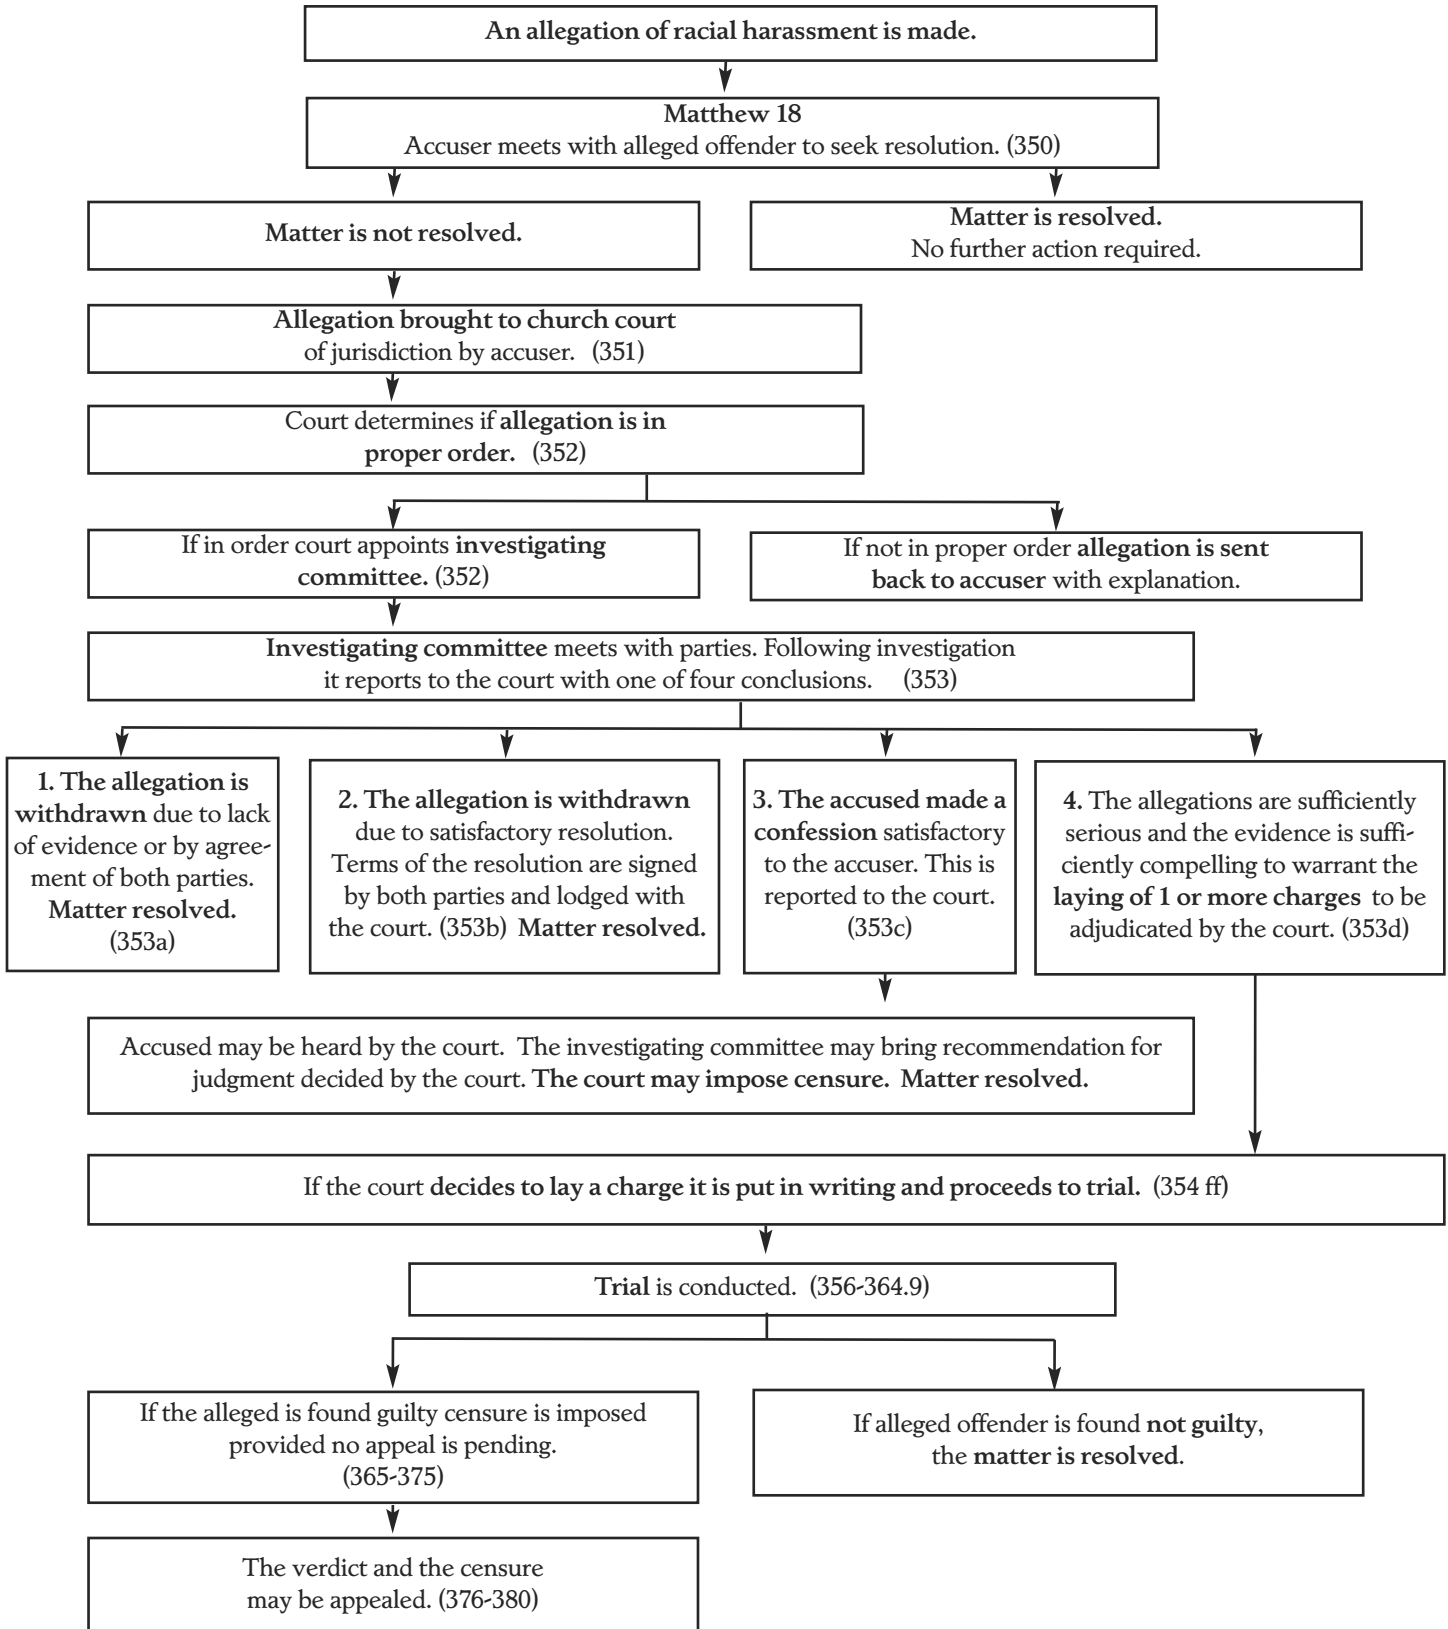 An allegation of racial harassment is made.
Matthew 18
Accuser meets with alleged offender to seek resolution. (350)
Matter is not resolved.
Matter is resolved.
No further action required.
Allegation brought to church court
of jurisdiction by accuser. (351)
Court determines if allegation is in
proper order. (352)
If in order court appoints investigating
committee. (352)
If not in proper order allegation is sent
back to accuser with explanation.
Investigating committee meets with parties. Following investigation
it reports to the court with one of four conclusions. (353)
1. The allegation is
withdrawn due to lack
of evidence or by agree-
ment of both parties.
Matter resolved.
(353a)
2. The allegation is withdrawn
due to satisfactory resolution.
Terms of the resolution are signed
by both parties and lodged with
the court. (353b) Matter resolved.
3. The accused made a
confession satisfactory
to the accuser. This is
reported to the court.
(353c)
4. The allegations are sufficiently
serious and the evidence is suffi-
ciently compelling to warrant the
laying of 1 or more charges to be
adjudicated by the court. (353d)
Accused may be heard by the court. The investigating committee may bring recommendation for
judgment decided by the court. The court may impose censure. Matter resolved.
If the court decides to lay a charge it is put in writing and proceeds to trial. (354 ff)
Trial is conducted. (356-364.9)
If the alleged is found guilty censure is imposed
provided no appeal is pending.
(365-375)
If alleged offender is found not guilty,
the matter is resolved.
The verdict and the censure
may be appealed. (376-380)